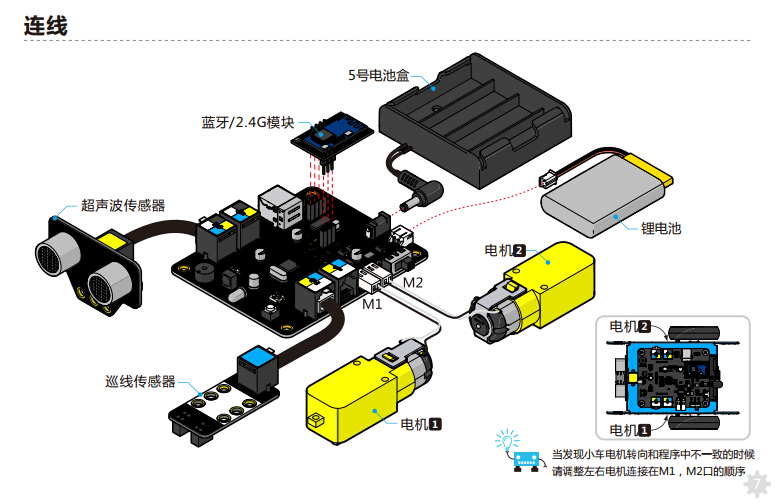 连线
5号电池盒
蓝牙/2.4G模块
超声波传感器
锂电池
电机2
M2
M1
电机2
巡线传感器
电机1
电机1
当发现小车电机转向和程序中不一致的时候
请调整左右电机连接在M1，M2口的顺序
7